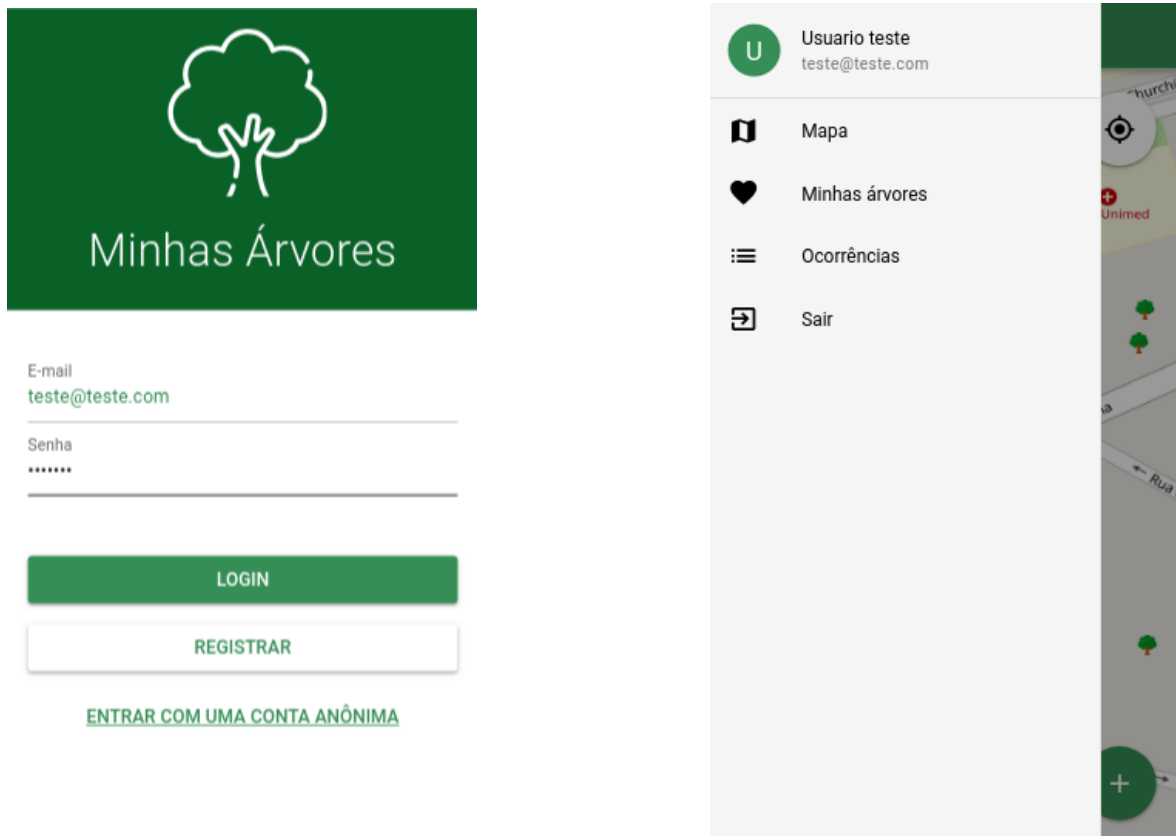 Minhas Árvores
E-mail
teste@teste.com
Senha
•••••••
LOGIN
REGISTRAR
ENTRAR COM UMA CONTA ANÔNIMA
U
Usuario teste
teste@teste.com
Mapa
Minhas árvores
Ocorrências
Sair
Unimed
← Rua
+